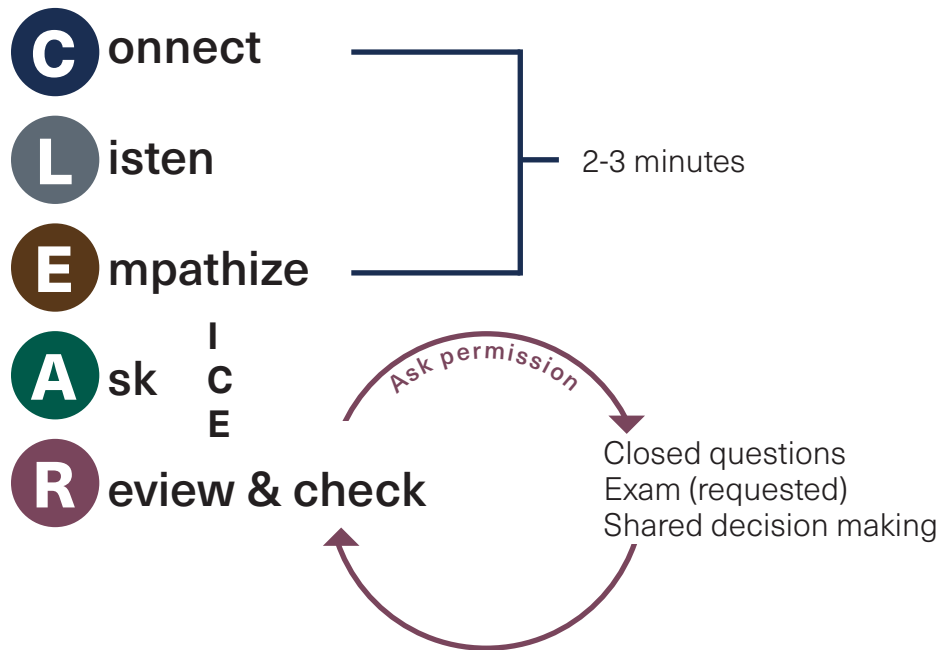 Connect
Listen
2-3 minutes
Empathize
Ask
I
C
E
Ask permission
Review & check
Closed questions
Exam (requested)
Shared decision making